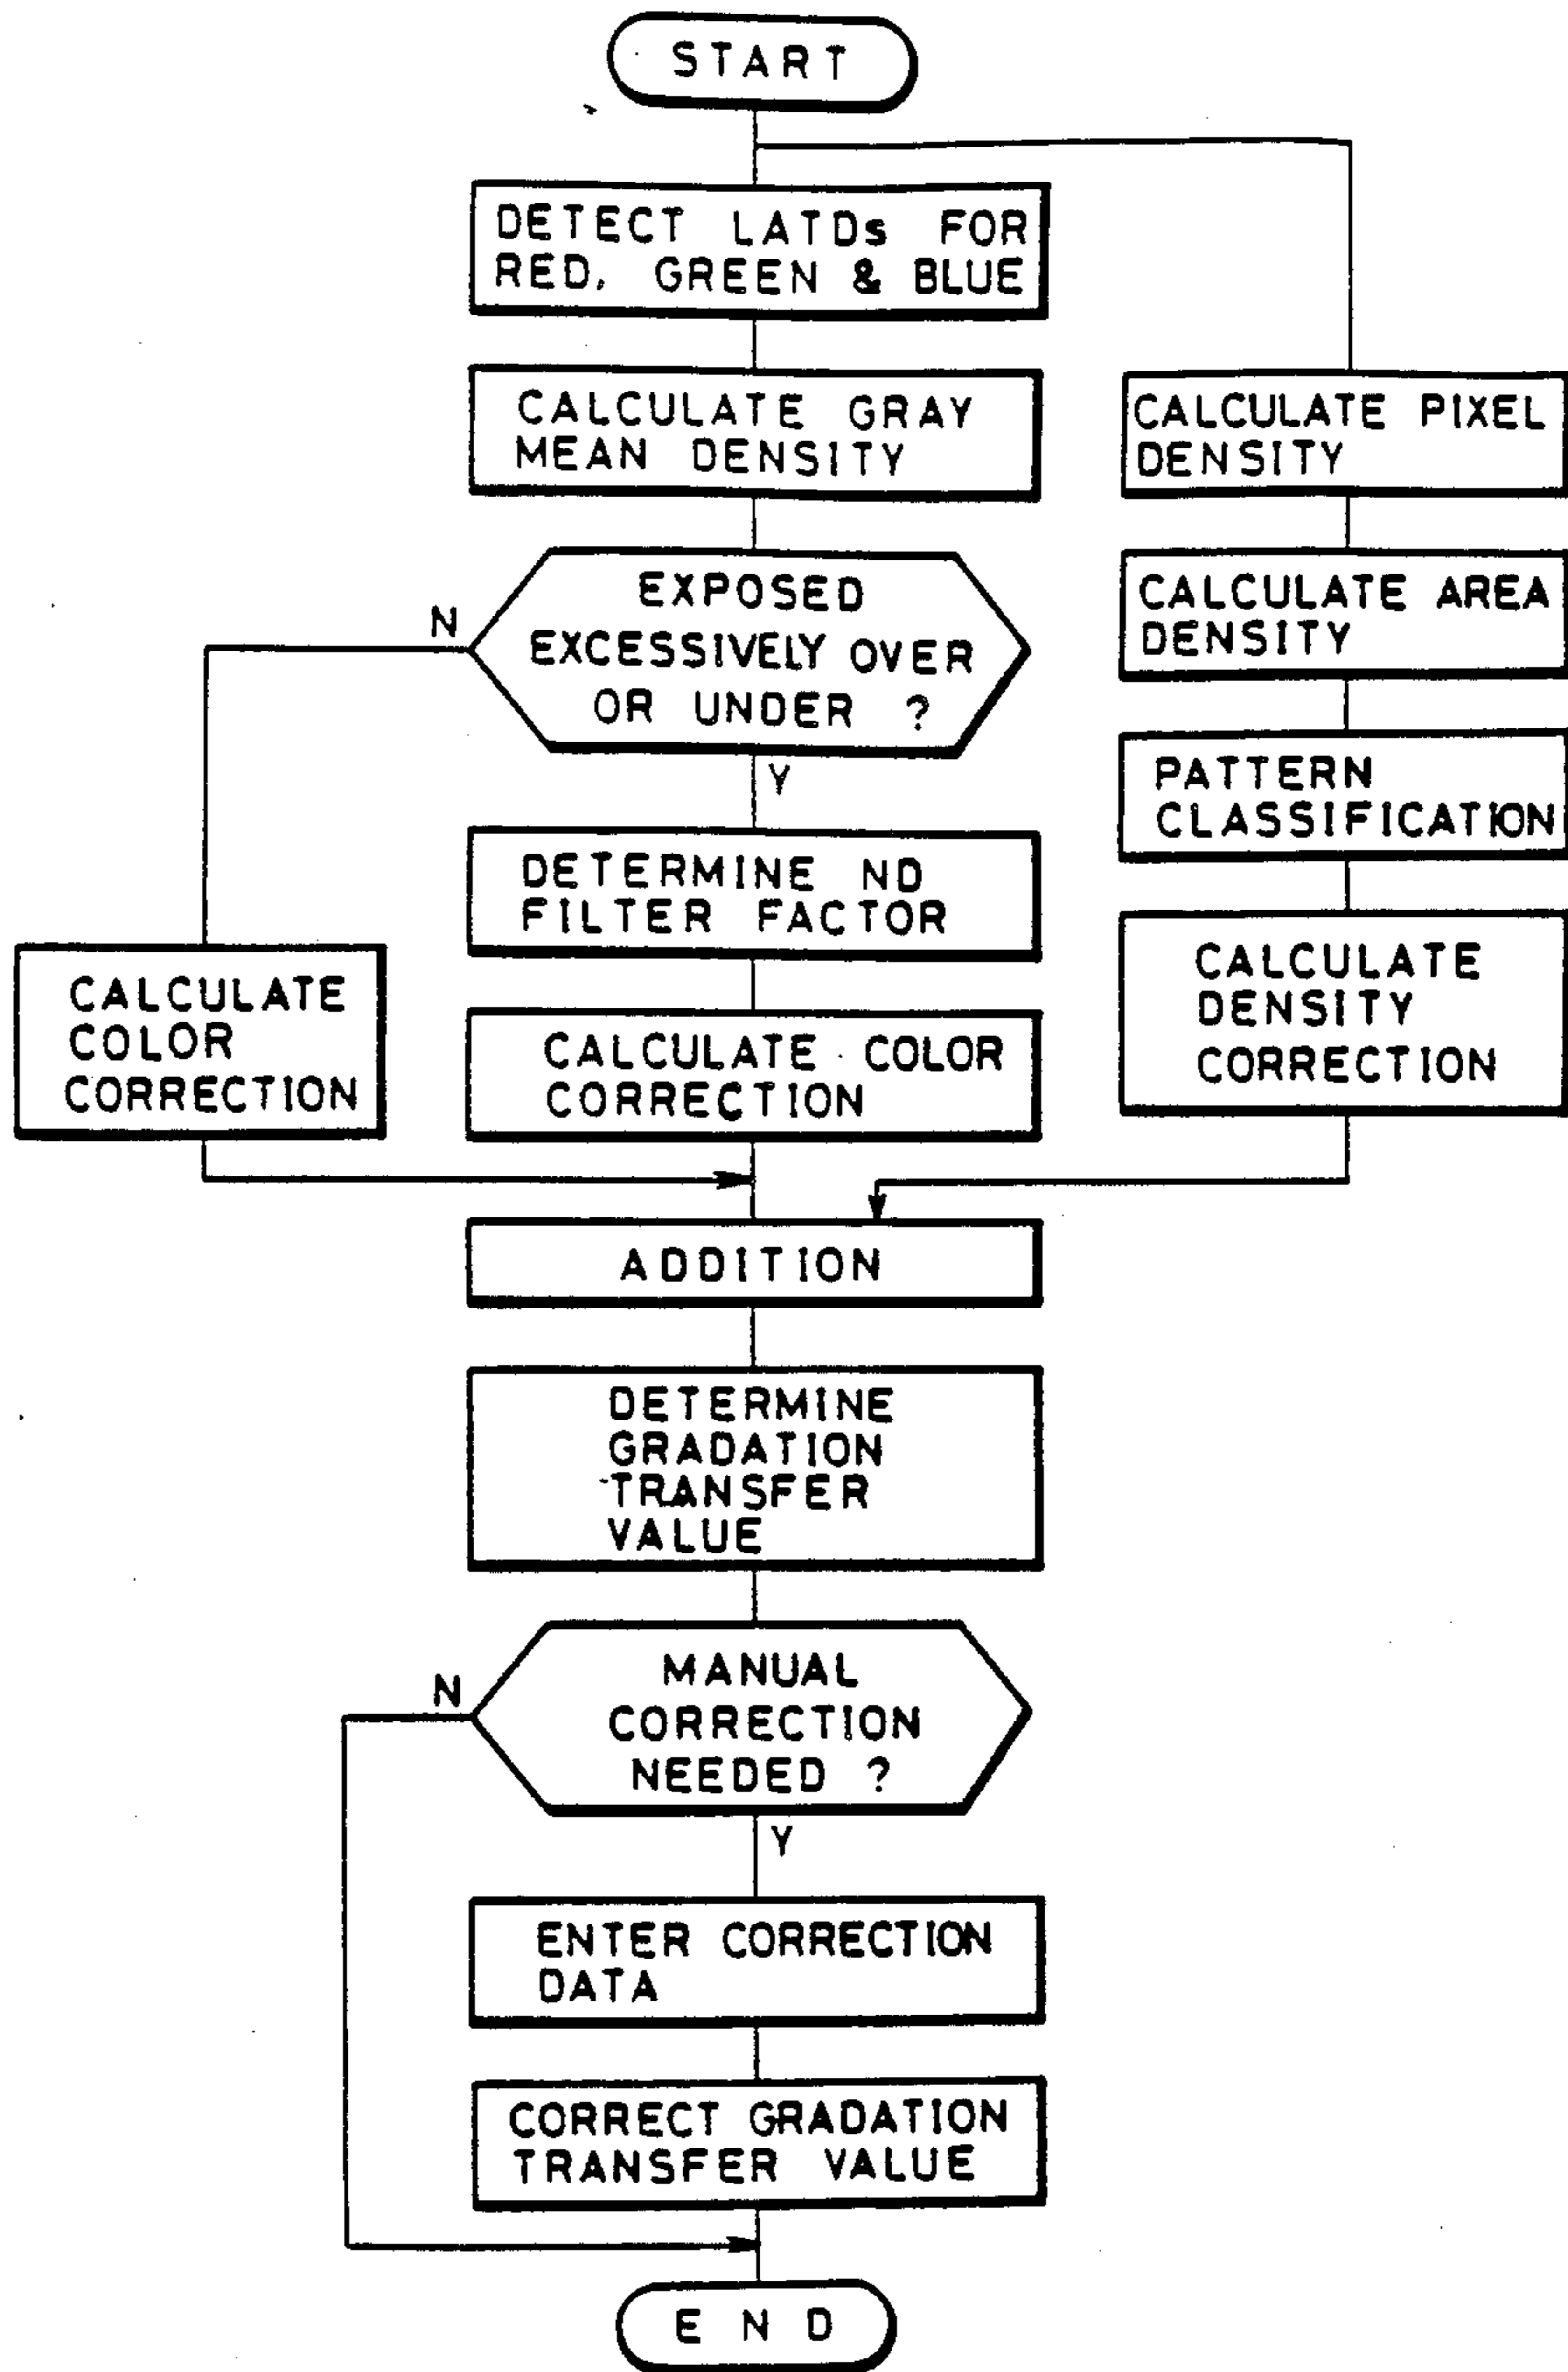 START
DETECT LATDs FOR
RED, GREEN & BLUE
CALCULATE GRAY
MEAN DENSITY
CALCULATE PIXEL
DENSITY
EXPOSED
EXCESSIVELY OVER
OR UNDER ?
N
Y
CALCULATE AREA
DENSITY
PATTERN
CLASSIFICATION
DETERMINE ND
FILTER FACTOR
CALCULATE
COLOR
CORRECTION
CALCULATE COLOR
CORRECTION
CALCULATE
DENSITY
CORRECTION
ADDITION
DETERMINE
GRADATION
TRANSFER
VALUE
MANUAL
CORRECTION
NEEDED ?
N
Y
ENTER CORRECTION
DATA
CORRECT GRADATION
TRANSFER VALUE
END